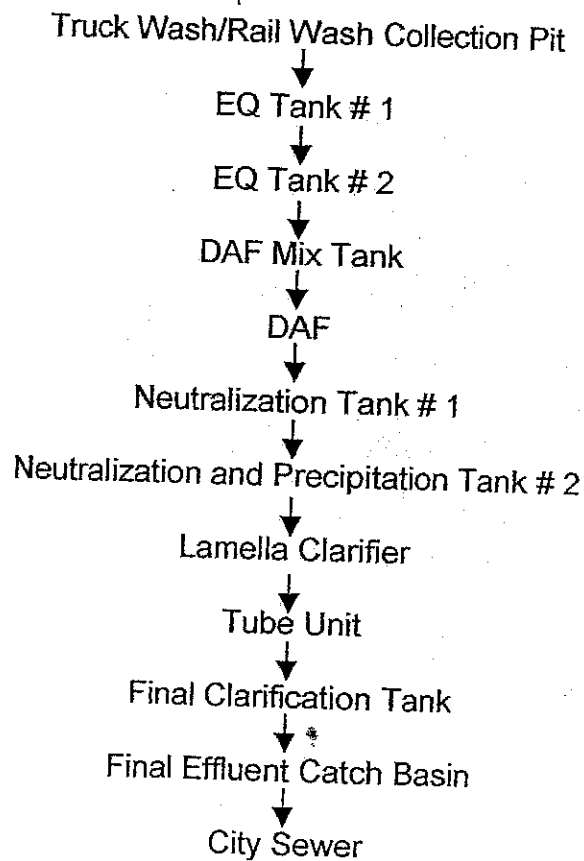 Truck Wash/Rail Wash Collection Pit
EQ Tank # 1
EQ Tank # 2
DAF Mix Tank
DAF
Neutralization Tank # 1
Neutralization and Precipitation Tank # 2
Lamella Clarifier
Tube Unit
Final Clarification Tank
Final Effluent Catch Basin
City Sewer